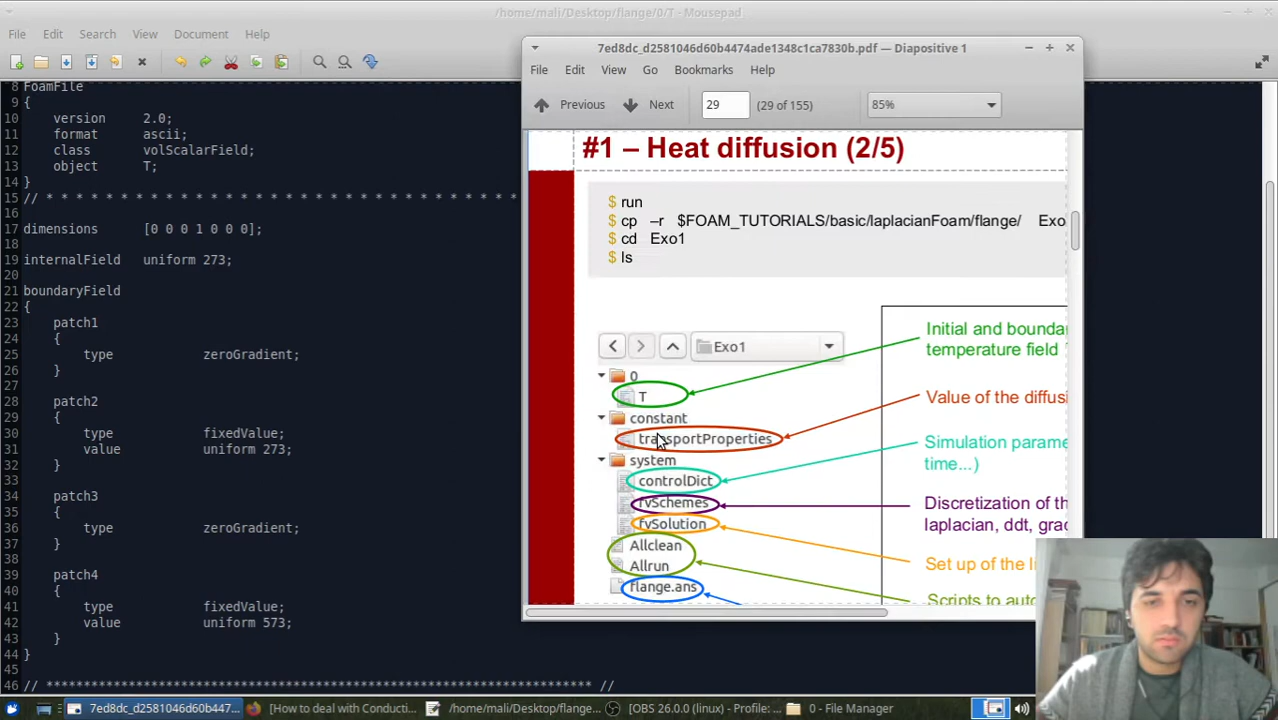 /home/mali/Desktop/flange/0/T - Mousepad
File Edit Search View Document Help
8 FoamFile
9 {
10 version 2.0;
11 format ascii;
12 class volScalarField;
13 object T;
14 }
15 // * * * * * * * * * * * * * * * * * * * * * * * * * * * * * * * *
16
17 dimensions [0 0 0 1 0 0 0];
18
19 internalField uniform 273;
20
21 boundaryField
22 {
23 patch1
24 {
25 type zeroGradient;
26 }
27
28 patch2
29 {
30 type fixedValue;
31 value uniform 273;
32 }
33
34 patch3
35 {
36 type zeroGradient;
37 }
38
39 patch4
40 {
41 type fixedValue;
42 value uniform 573;
43 }
44 }
45
46 // ************************************************************************* //
7ed8dc_d2581046d60b4474ade1348c1ca7830b.pdf — Diapositive 1
File Edit View Go Bookmarks Help
Previous Next 29 (29 of 155) 85%
#1 – Heat diffusion (2/5)
$ run
$ cp –r $FOAM_TUTORIALS/basic/laplacianFoam/flange/ Exo
$ cd Exo1
$ ls
Exo1
0
T
constant
transportProperties
system
controlDict
fvSchemes
fvSolution
Allclean
Allrun
flange.ans
Initial and bounda
temperature field
Value of the diffusi
Simulation parame
time...)
Discretization of th
laplacian, ddt, grad
Set up of the li
Scripts to auto
7ed8dc_d2581046d60b447... [How to deal with Conducti... /home/mali/Desktop/flange... [OBS 26.0.0 (linux) - Profile: ... 0 - File Manager